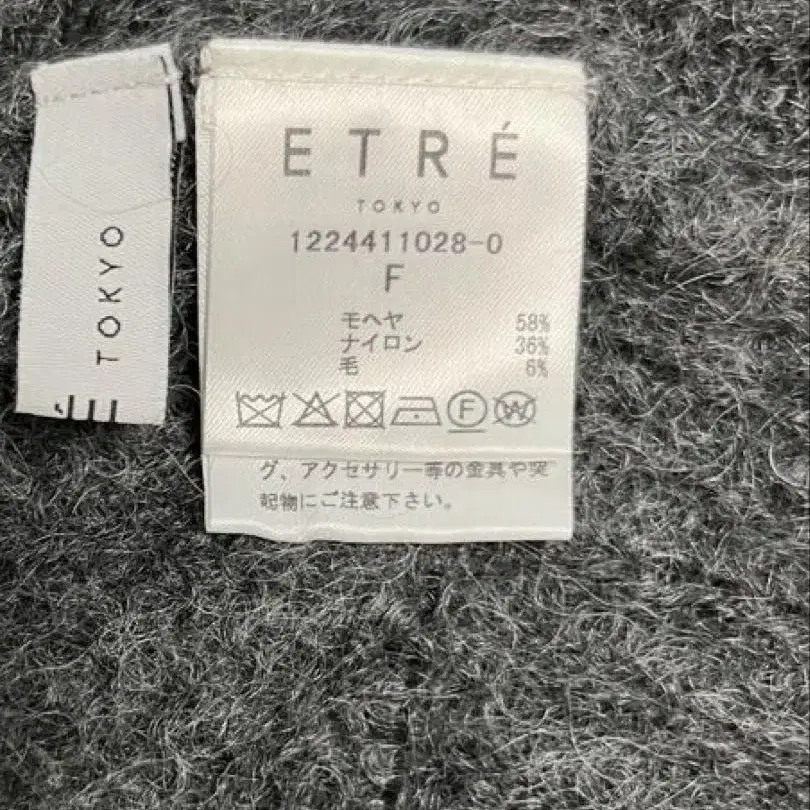 TOKYO
ETRÉ
TOKYO
1224411028-0
F
モヘヤ 58%
ナイロン 36%
毛 6%
F
W
グ、アクセサリー等の金具や突
起物にご注意下さい。